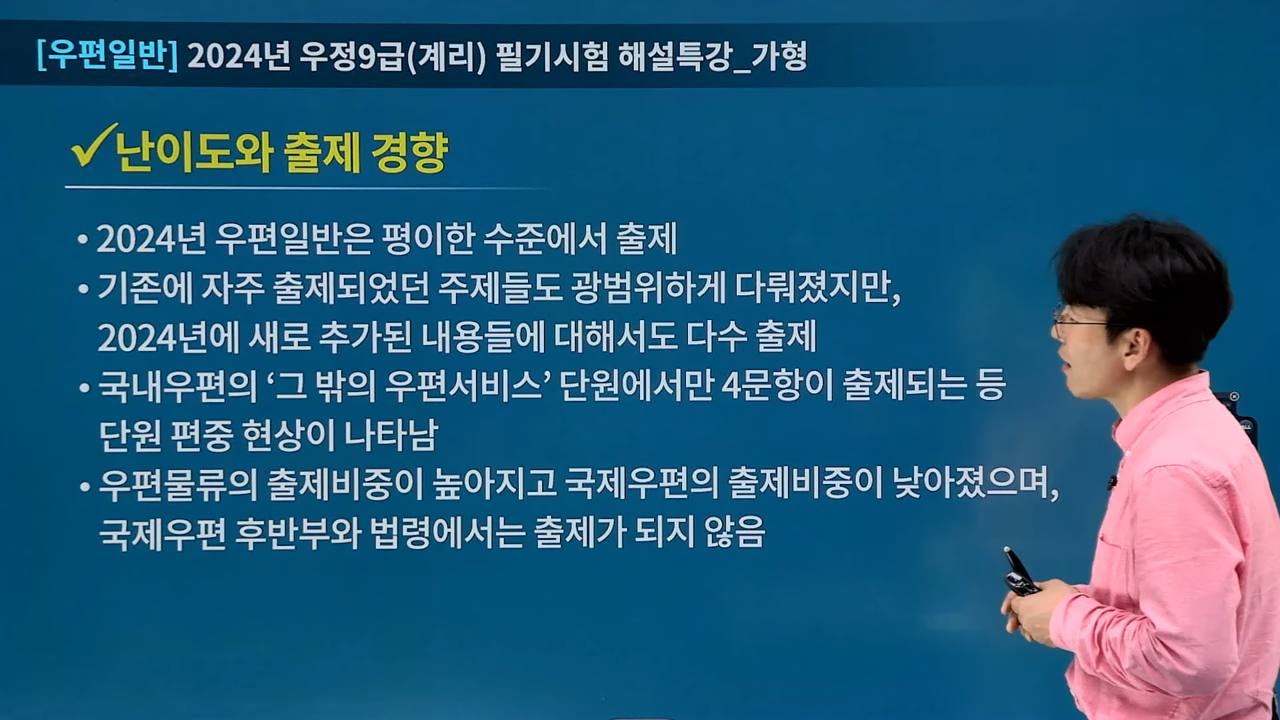 [우편일반] 2024년 우정9급(계리) 필기시험 해설특강_가형
✓난이도와 출제 경향
• 2024년 우편일반은 평이한 수준에서 출제
• 기존에 자주 출제되었던 주제들도 광범위하게 다뤄졌지만,
2024년에 새로 추가된 내용들에 대해서도 다수 출제
• 국내우편의 ‘그 밖의 우편서비스’ 단원에서만 4문항이 출제되는 등
단원 편중 현상이 나타남
• 우편물류의 출제비중이 높아지고 국제우편의 출제비중이 낮아졌으며,
국제우편 후반부와 법령에서는 출제가 되지 않음